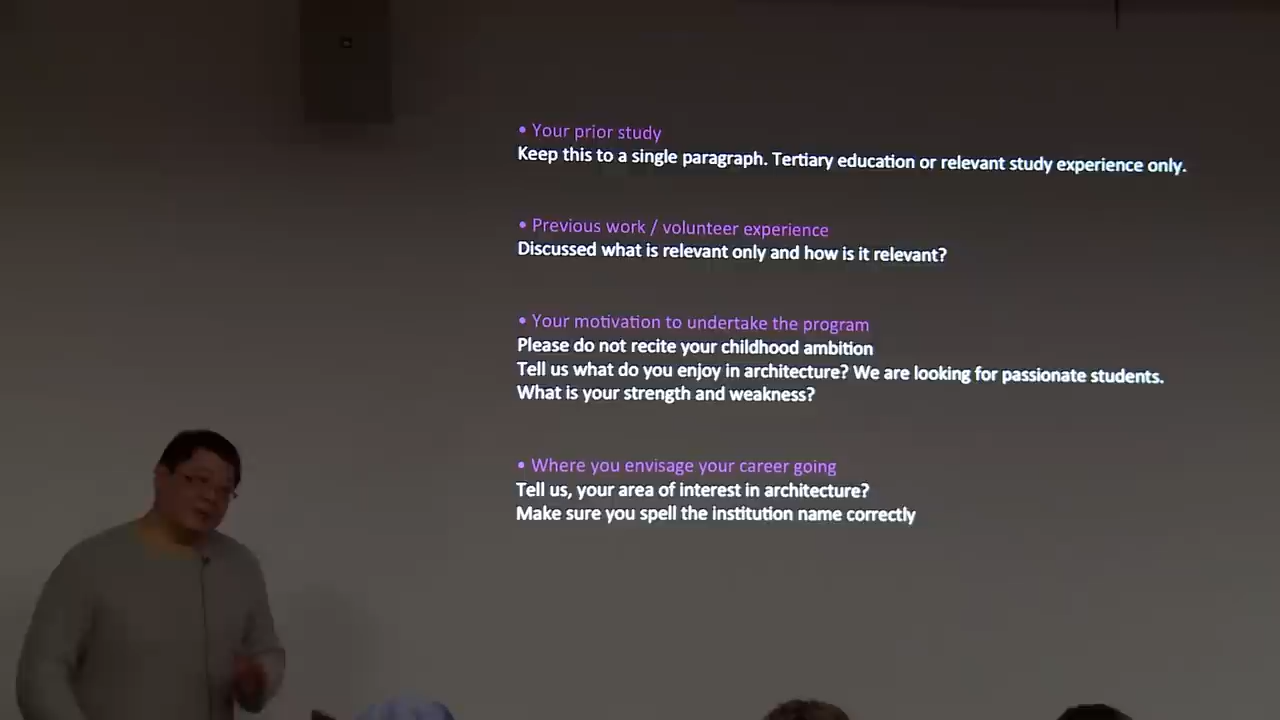 • Your prior study
Keep this to a single paragraph. Tertiary education or relevant study experience only.
• Previous work / volunteer experience
Discussed what is relevant only and how is it relevant?
• Your motivation to undertake the program
Please do not recite your childhood ambition
Tell us what do you enjoy in architecture? We are looking for passionate students.
What is your strength and weakness?
• Where you envisage your career going
Tell us, your area of interest in architecture?
Make sure you spell the institution name correctly